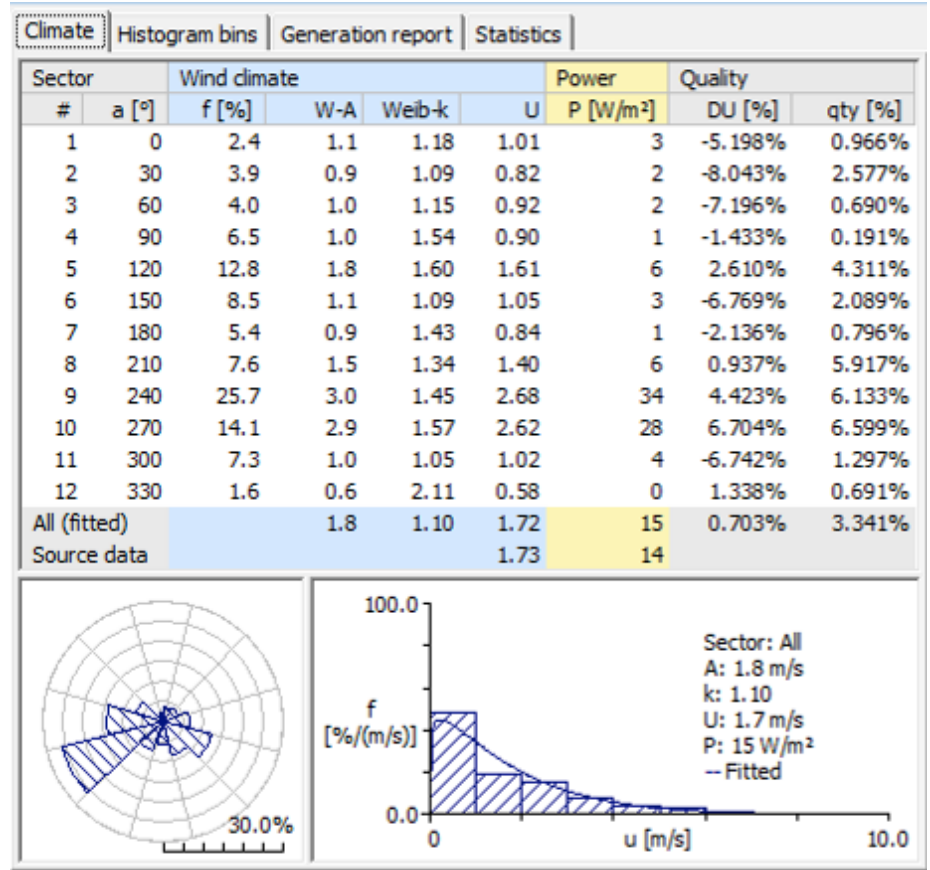 Climate Histogram bins Generation report Statistics
Sector Wind climate Power Quality
# a [°] f [%] W-A Weib-k U P [W/m²] DU [%] qty [%]
1 0 2.4 1.1 1.18 1.01 3 -5.198% 0.966%
2 30 3.9 0.9 1.09 0.82 2 -8.043% 2.577%
3 60 4.0 1.0 1.15 0.92 2 -7.196% 0.690%
4 90 6.5 1.0 1.54 0.90 1 -1.433% 0.191%
5 120 12.8 1.8 1.60 1.61 6 2.610% 4.311%
6 150 8.5 1.1 1.09 1.05 3 -6.769% 2.089%
7 180 5.4 0.9 1.43 0.84 1 -2.136% 0.796%
8 210 7.6 1.5 1.34 1.40 6 0.937% 5.917%
9 240 25.7 3.0 1.45 2.68 34 4.423% 6.133%
10 270 14.1 2.9 1.57 2.62 28 6.704% 6.599%
11 300 7.3 1.0 1.05 1.02 4 -6.742% 1.297%
12 330 1.6 0.6 2.11 0.58 0 1.338% 0.691%
All (fitted) 1.8 1.10 1.72 15 0.703% 3.341%
Source data 1.73 14
30.0%
100.0
f
[%/(m/s)]
0.0
0 u [m/s] 10.0
Sector: All
A: 1.8 m/s
k: 1.10
U: 1.7 m/s
P: 15 W/m²
-- Fitted